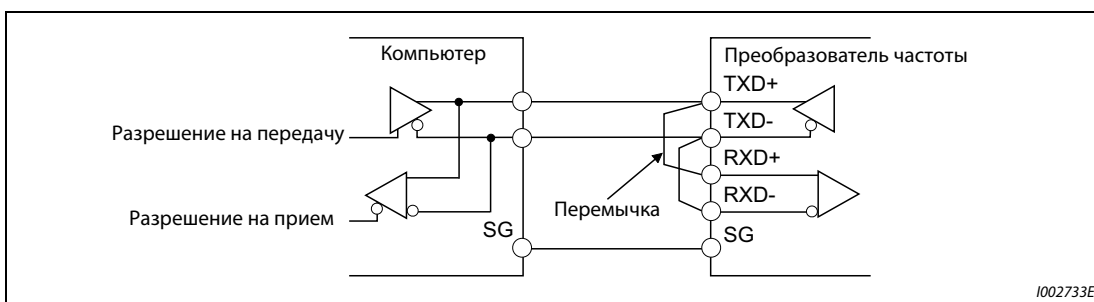 Компьютер
Преобразователь частоты
TXD+
TXD-
Разрешение на передачу
RXD+
RXD-
Перемычка
Разрешение на прием
SG
SG
I002733E